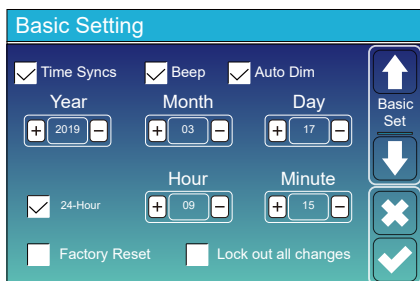 Basic Setting
Time Syncs Beep Auto Dim
Year Month Day
Basic
Set
+ 2019 − + 03 − + 17 −
Hour Minute
24-Hour + 09 − + 15 −
Factory Reset Lock out all changes